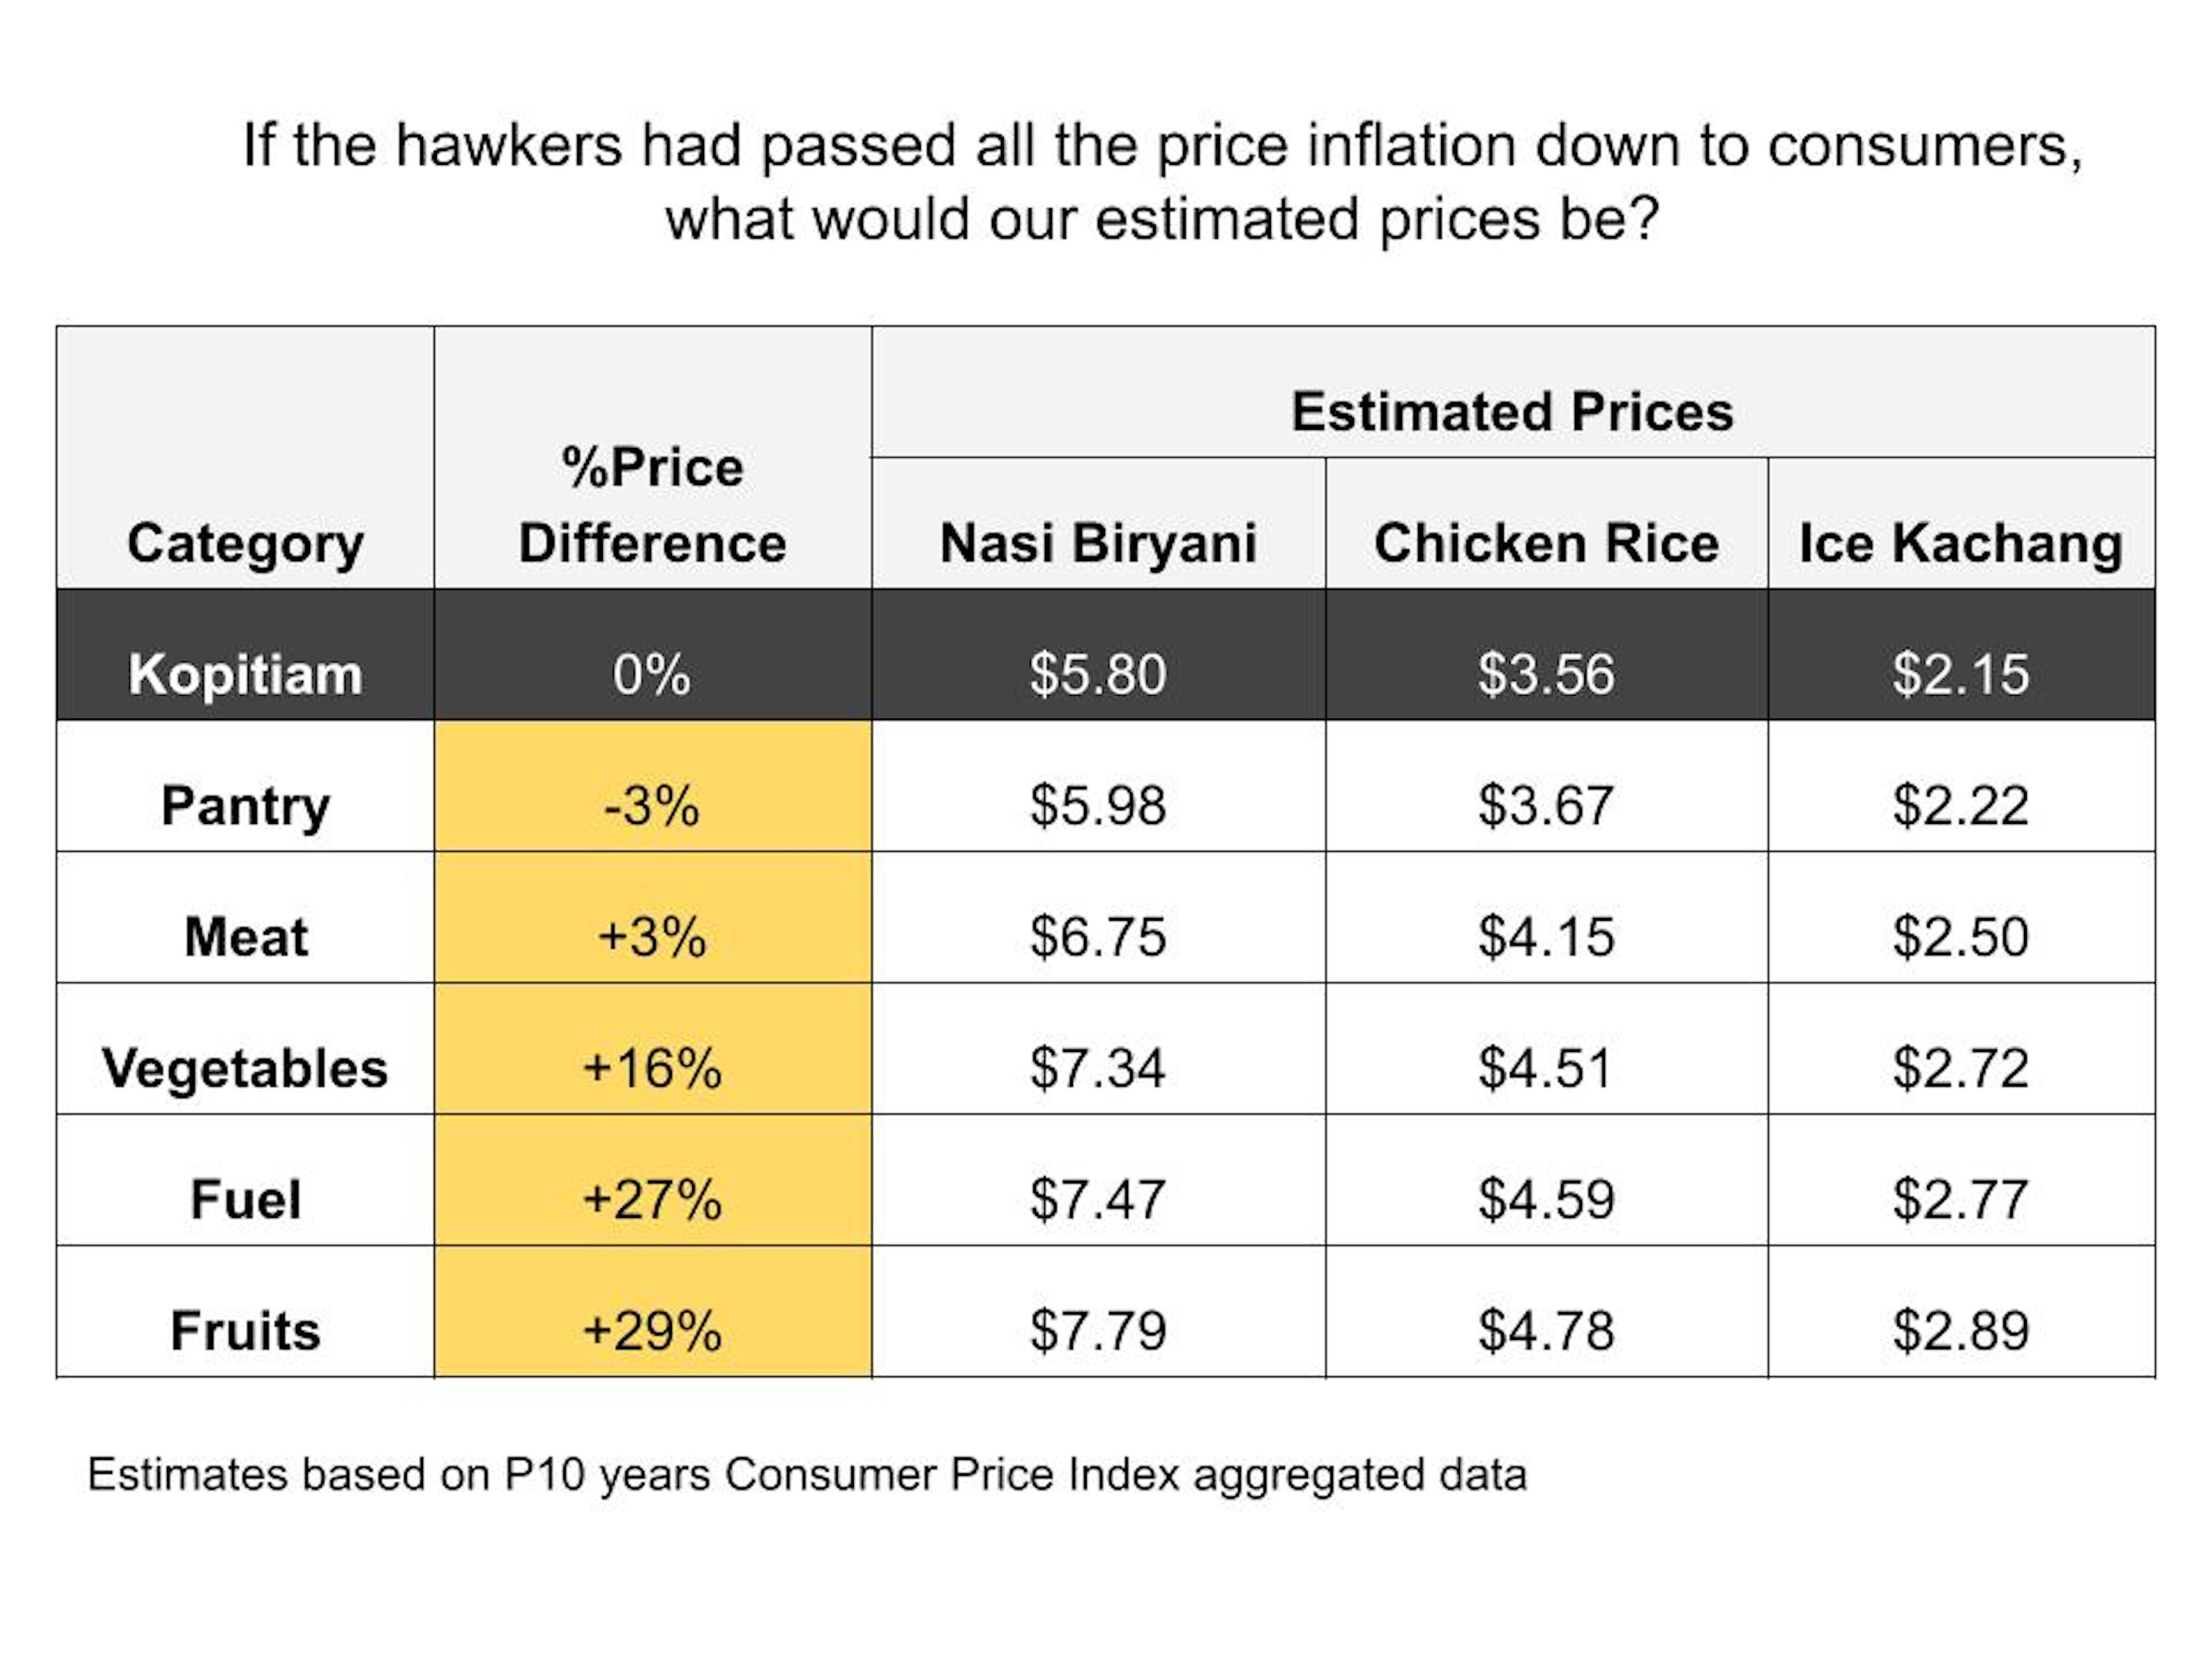 If the hawkers had passed all the price inflation down to consumers,
what would our estimated prices be?
Category %Price Difference Estimated Prices
Nasi Biryani Chicken Rice Ice Kachang
Kopitiam 0% $5.80 $3.56 $2.15
Pantry -3% $5.98 $3.67 $2.22
Meat +3% $6.75 $4.15 $2.50
Vegetables +16% $7.34 $4.51 $2.72
Fuel +27% $7.47 $4.59 $2.77
Fruits +29% $7.79 $4.78 $2.89
Estimates based on P10 years Consumer Price Index aggregated data